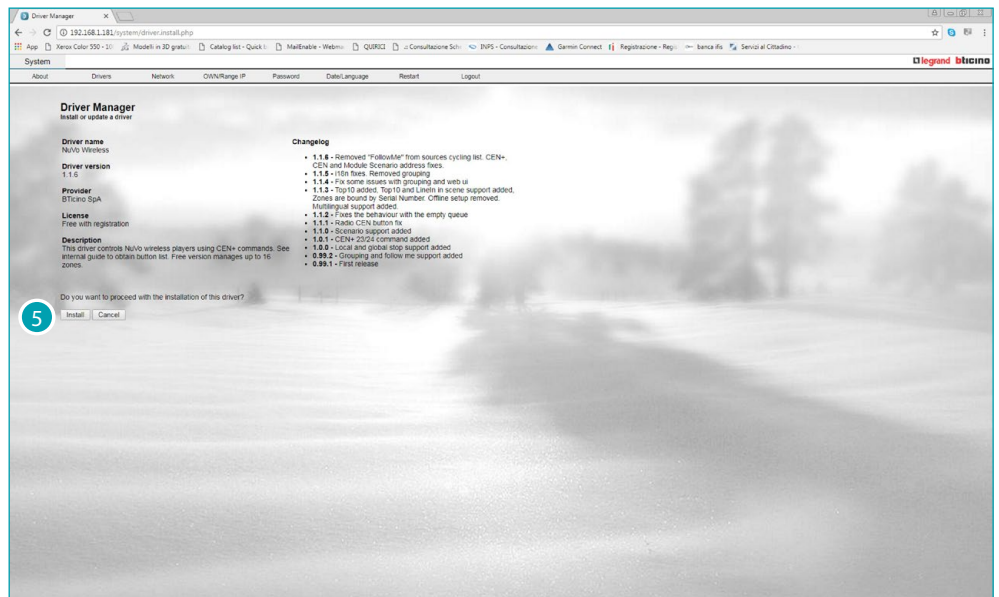 Driver Manager
192.168.1.181/system/driver.install.php
App Xerox Color 550 - 10 Modelli in 3D gratuit Catalog list - Quick MailEnable - Webma QUIRICI :: Consultazione Sch INPS - Consultazione Garmin Connect Registrazione - Regi banca ifis Servizi al Cittadino -
System
legrand bticino
About Drivers Network OWN/Range IP Password Date/Language Restart Logout
Driver Manager
Install or update a driver
Driver name
NuVo Wireless
Driver version
1.1.6
Provider
BTicino SpA
License
Free with registration
Description
This driver controls NuVo wireless players using CEN+ commands. See
internal guide to obtain button list. Free version manages up to 16
zones.
Changelog
• 1.1.6 - Removed "FollowMe" from sources cycling list. CEN+,
CEN and Module Scenario address fixes.
• 1.1.5 - I18n fixes. Removed grouping
• 1.1.4 - Fix some issues with grouping and web ui
• 1.1.3 - Top10 added. Top10 and LineIn in scene support added,
Zones are bound by Serial Number. Offline setup removed.
Multilingual support added.
• 1.1.2 - Fixes the behaviour with the empty queue
• 1.1.1 - Radio CEN button fix
• 1.1.0 - Scenario support added
• 1.0.1 - CEN+ 23/24 command added
• 1.0.0 - Local and global stop support added
• 0.99.2 - Grouping and follow me support added
• 0.99.1 - First release
Do you want to proceed with the installation of this driver?
5
Install Cancel